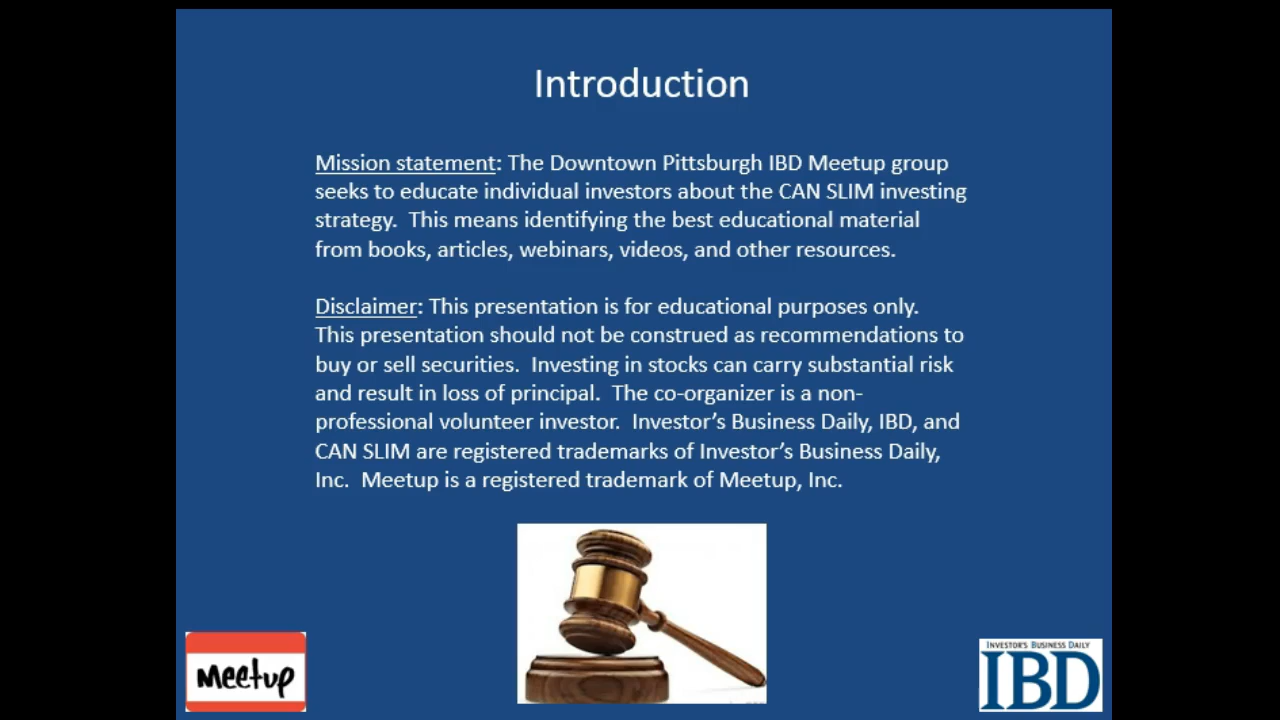 Introduction
Mission statement: The Downtown Pittsburgh IBD Meetup group
seeks to educate individual investors about the CAN SLIM investing
strategy.  This means identifying the best educational material
from books, articles, webinars, videos, and other resources.
Disclaimer: This presentation is for educational purposes only.
This presentation should not be construed as recommendations to
buy or sell securities.  Investing in stocks can carry substantial risk
and result in loss of principal.  The co-organizer is a non-
professional volunteer investor.  Investor’s Business Daily, IBD, and
CAN SLIM are registered trademarks of Investor’s Business Daily,
Inc.  Meetup is a registered trademark of Meetup, Inc.
Meetup
INVESTOR'S BUSINESS DAILY
IBD